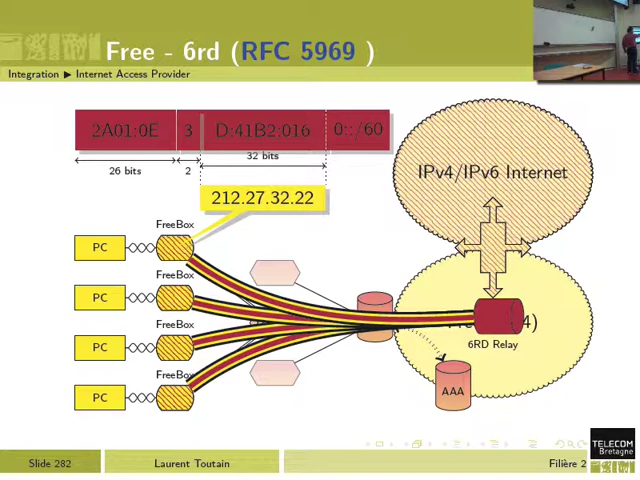 Free - 6rd (RFC 5969 )
Integration ▶ Internet Access Provider
2A01:0E 3 D:41B2:016 0::/60
26 bits 2 32 bits
212.27.32.22
IPv4/IPv6 Internet
FreeBox
PC
FreeBox
PC
FreeBox
PC
FreeBox
PC
4)
6RD Relay
AAA
TELECOM
Bretagne
Slide 282 Laurent Toutain Filière 2